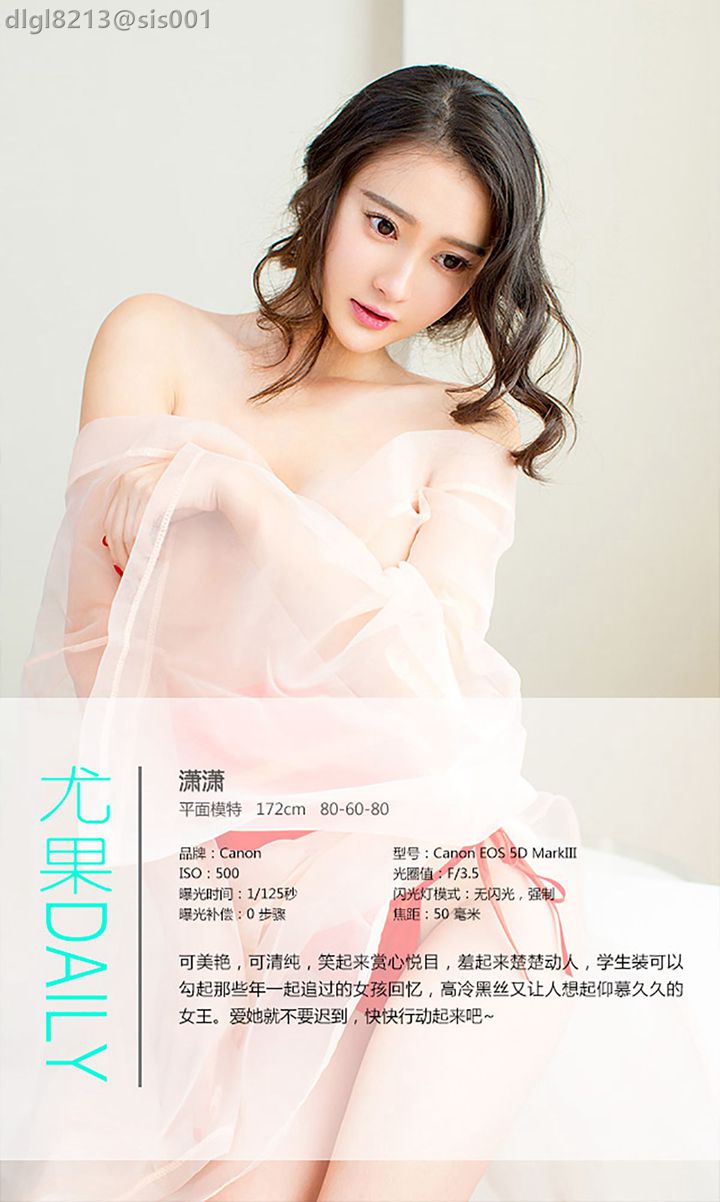 dlgl8213@sis001
尤果DAILY
潇潇
平面模特 172cm 80-60-80
品牌：Canon 型号：Canon EOS 5D MarkIII
ISO：500 光圈值：F/3.5
曝光时间：1/125秒 闪光灯模式：无闪光，强制
曝光补偿：0 步骤 焦距：50 毫米
可美艳，可清纯，笑起来赏心悦目，羞起来楚楚动人，学生装可以
勾起那些年一起追过的女孩回忆，高冷黑丝又让人想起仰慕久久的
女王。爱她就不要迟到，快快行动起来吧~